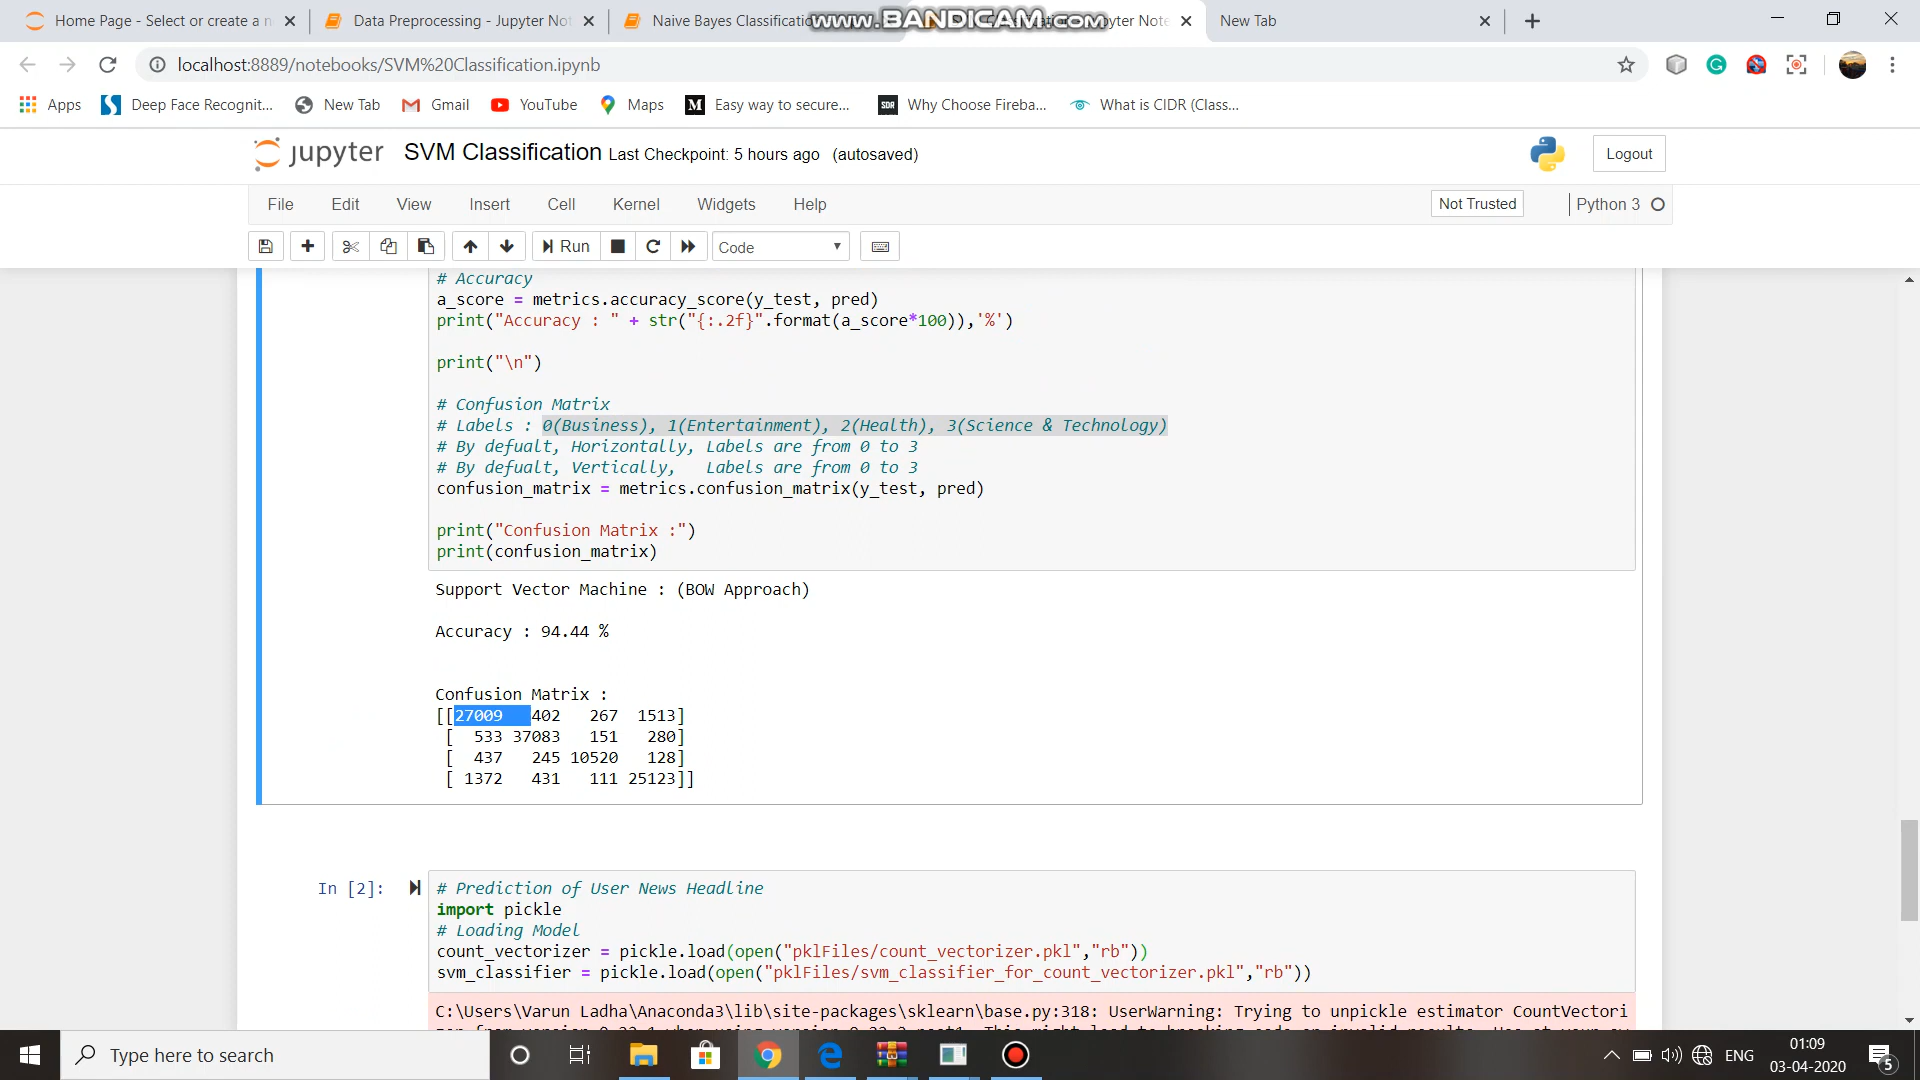 Home Page - Select or create a n
Data Preprocessing - Jupyter Not
Naive Bayes Classificatio
www.BANDICAM.com
Jupyter Note
New Tab
localhost:8889/notebooks/SVM%20Classification.ipynb
Apps
Deep Face Recognit...
New Tab
Gmail
YouTube
Maps
Easy way to secure...
SDR
Why Choose Fireba...
What is CIDR (Class...
jupyter SVM Classification Last Checkpoint: 5 hours ago (autosaved)
Logout
File
Edit
View
Insert
Cell
Kernel
Widgets
Help
Not Trusted
Python 3
Run
Code
# Accuracy
a_score = metrics.accuracy_score(y_test, pred)
print("Accuracy : " + str("{:.2f}".format(a_score*100)),'%')
print("\n")
# Confusion Matrix
# Labels : 0(Business), 1(Entertainment), 2(Health), 3(Science & Technology)
# By defualt, Horizontally, Labels are from 0 to 3
# By defualt, Vertically,   Labels are from 0 to 3
confusion_matrix = metrics.confusion_matrix(y_test, pred)
print("Confusion Matrix :")
print(confusion_matrix)
Support Vector Machine : (BOW Approach)
Accuracy : 94.44 %
Confusion Matrix :
[[27009   402   267  1513]
 [  533 37083   151   280]
 [  437   245 10520   128]
 [ 1372   431   111 25123]]
In [2]:
# Prediction of User News Headline
import pickle
# Loading Model
count_vectorizer = pickle.load(open("pklFiles/count_vectorizer.pkl","rb"))
svm_classifier = pickle.load(open("pklFiles/svm_classifier_for_count_vectorizer.pkl","rb"))
C:\Users\Varun Ladha\Anaconda3\lib\site-packages\sklearn\base.py:318: UserWarning: Trying to unpickle estimator CountVectori
Type here to search
ENG
01:09
03-04-2020
5